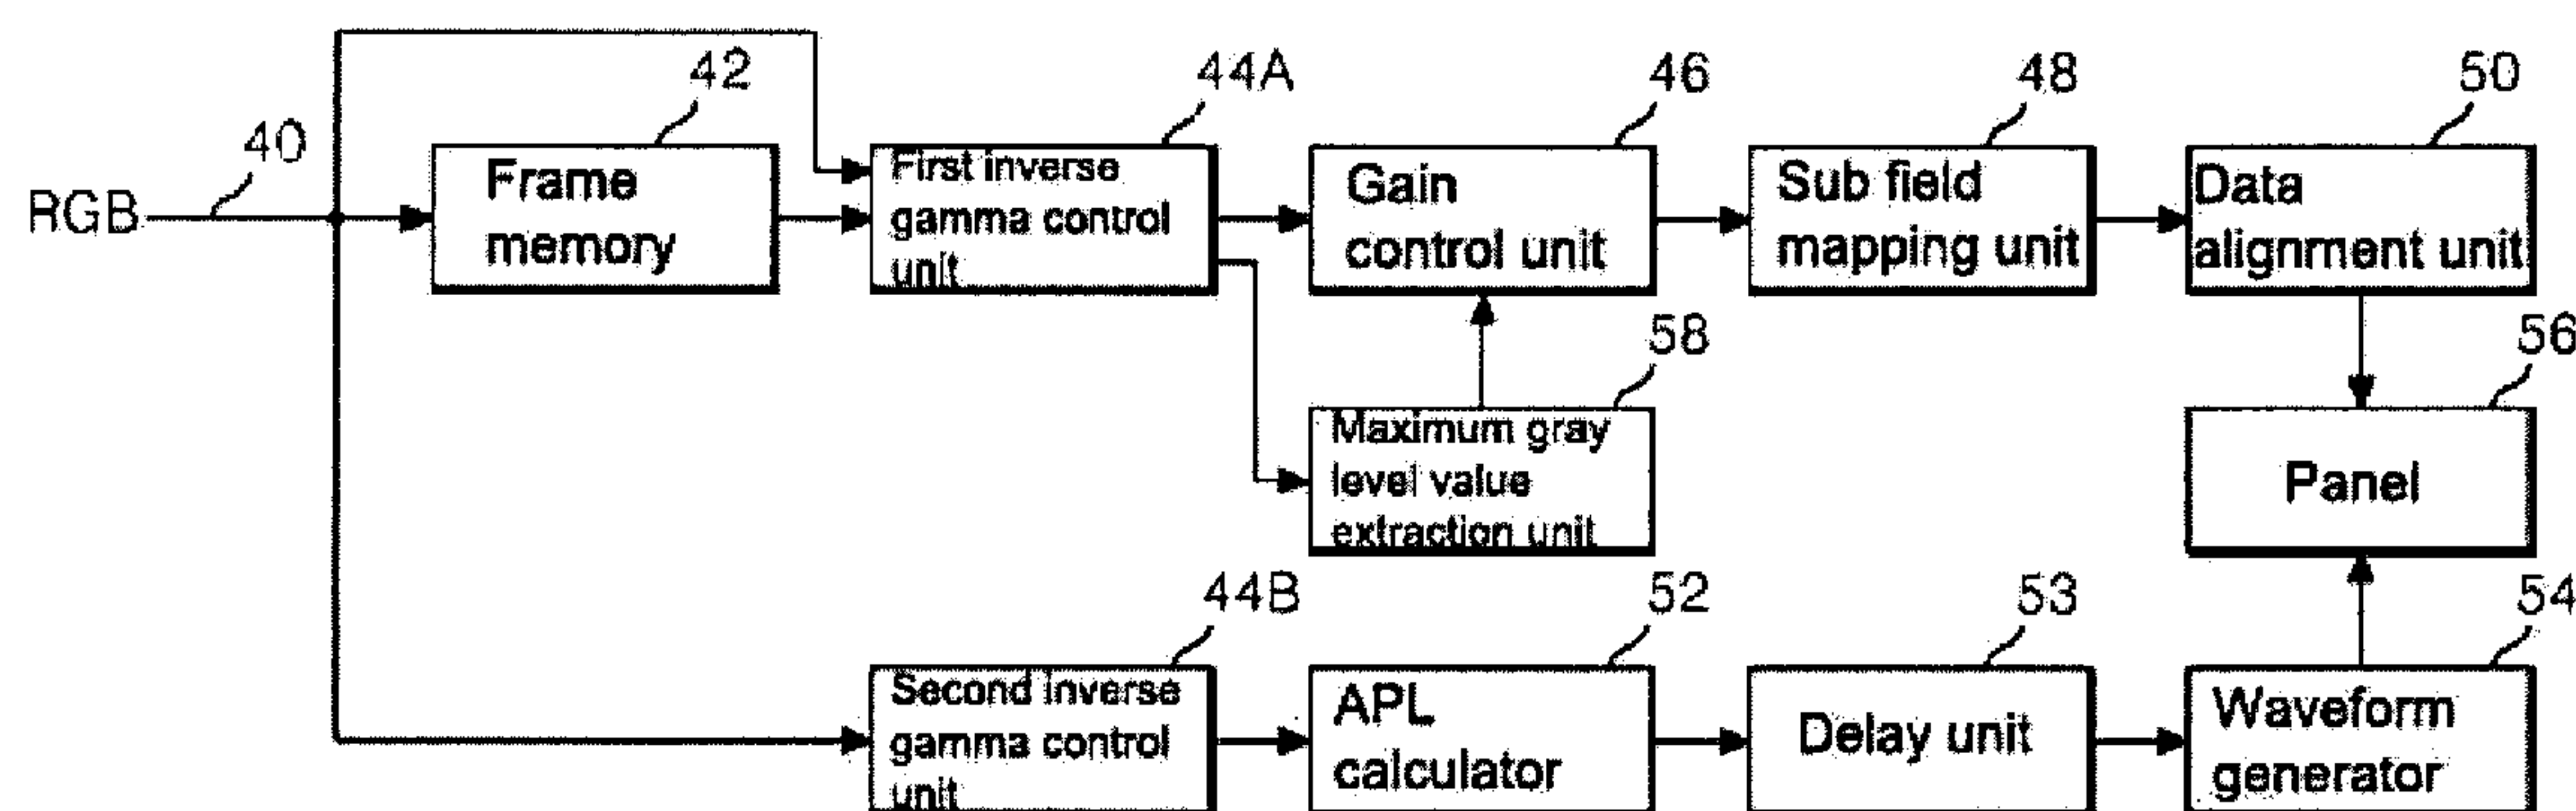 42
44A
46
48
50
40
RGB
Frame
memory
First inverse
gamma control
unit
Gain
control unit
Sub field
mapping unit
Data
alignment unit
58
56
Maximum gray
level value
extraction unit
Panel
44B
52
53
54
Second inverse
gamma control
unit
APL
calculator
Delay unit
Waveform
generator